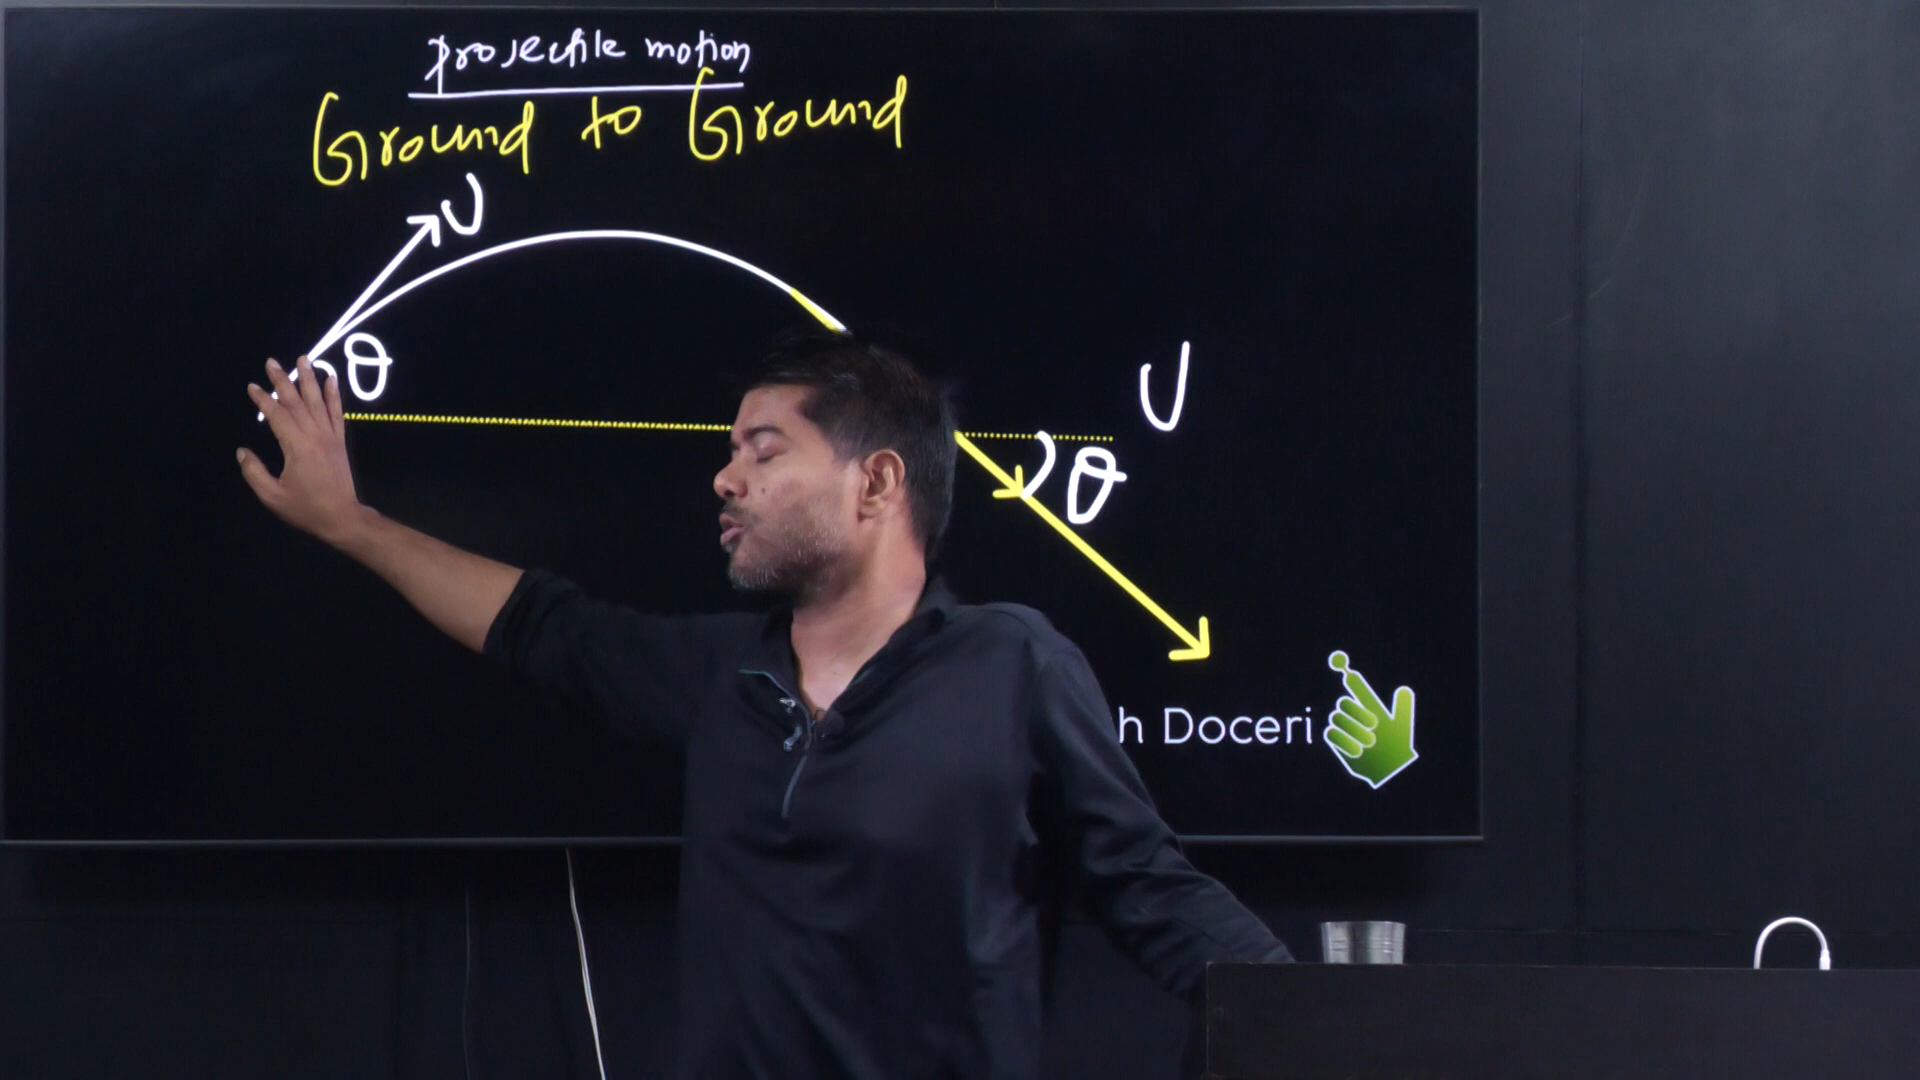 projectile motion
Ground to Ground
U
θ
U
θ
h Doceri